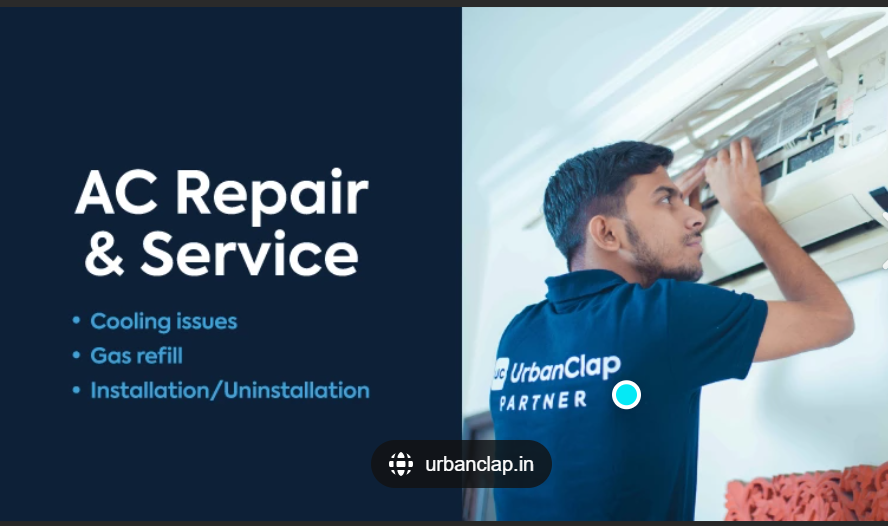 AC Repair
& Service
• Cooling issues
• Gas refill
• Installation/Uninstallation
UC UrbanClap
PARTNER
urbanclap.in